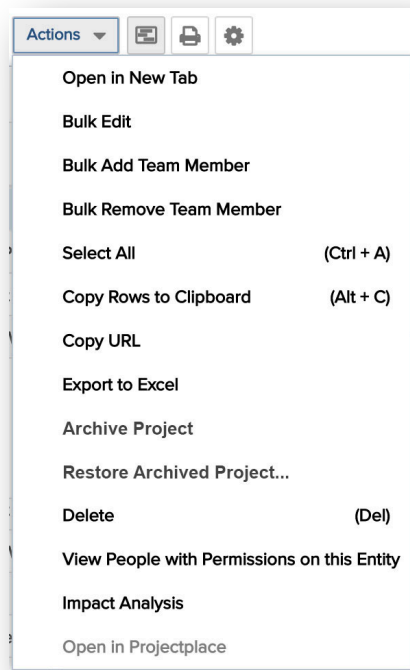 Actions
Open in New Tab
Bulk Edit
Bulk Add Team Member
Bulk Remove Team Member
Select All (Ctrl + A)
Copy Rows to Clipboard (Alt + C)
Copy URL
Export to Excel
Archive Project
Restore Archived Project...
Delete (Del)
View People with Permissions on this Entity
Impact Analysis
Open in Projectplace